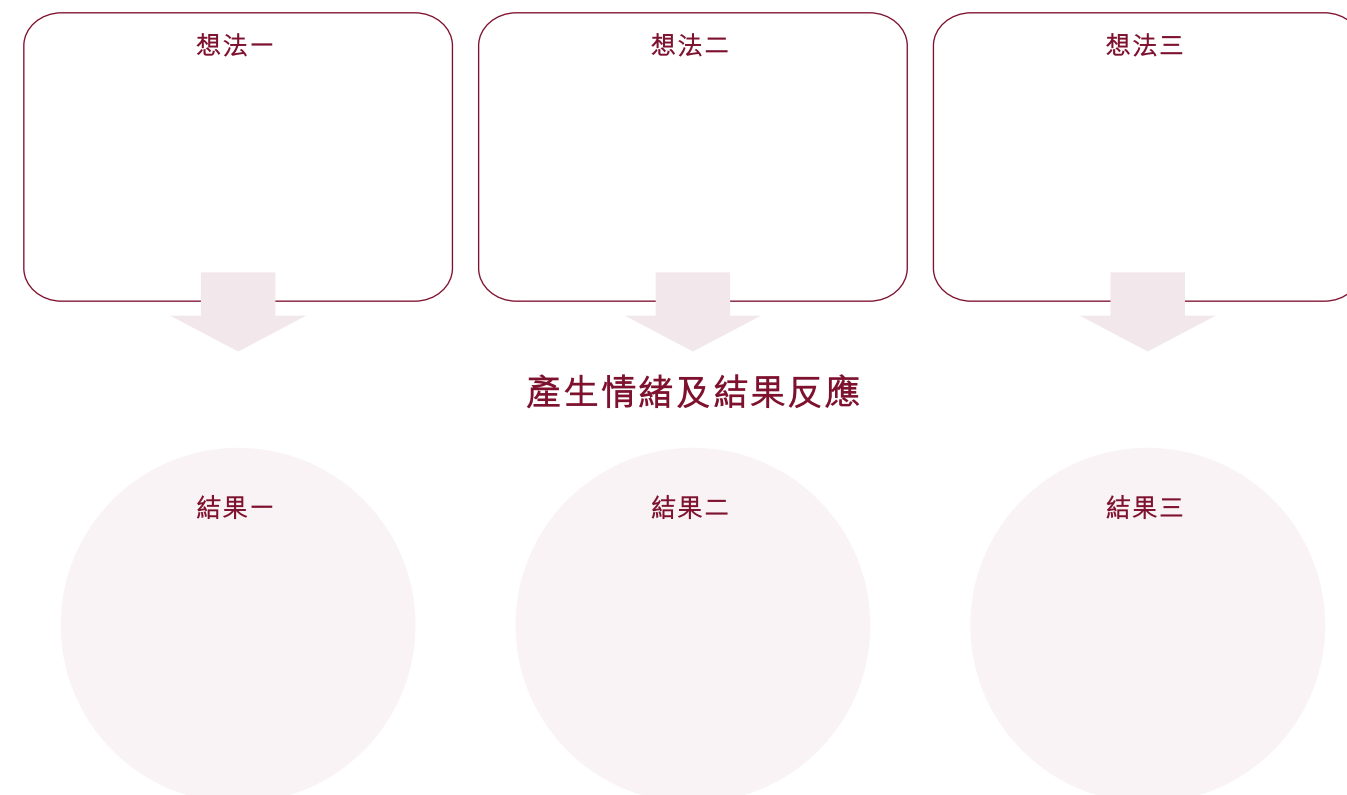 想法一
想法二
想法三
產生情緒及結果反應
結果一
結果二
結果三